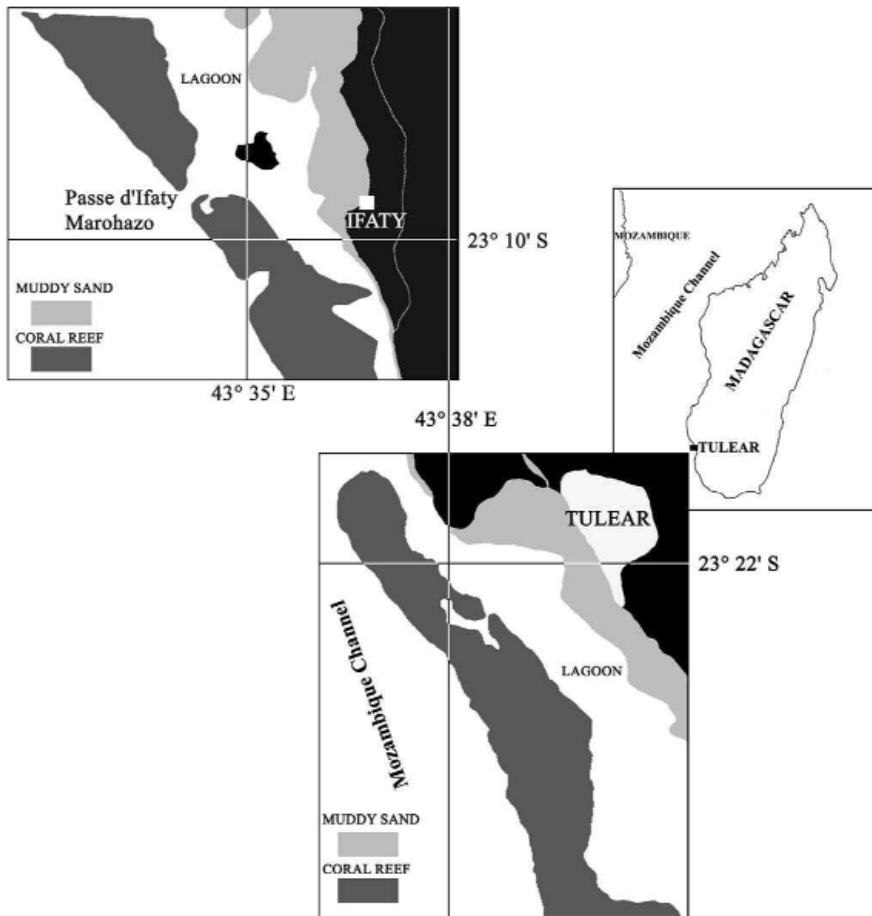 LAGOON
Passe d'Ifaty
Marohazo
IFATY
23° 10' S
MUDDY SAND
CORAL REEF
43° 35' E
43° 38' E
MOZAMBIQUE
Mozambique Channel
MADAGASCAR
TULEAR
TULEAR
23° 22' S
Mozambique Channel
LAGOON
MUDDY SAND
CORAL REEF